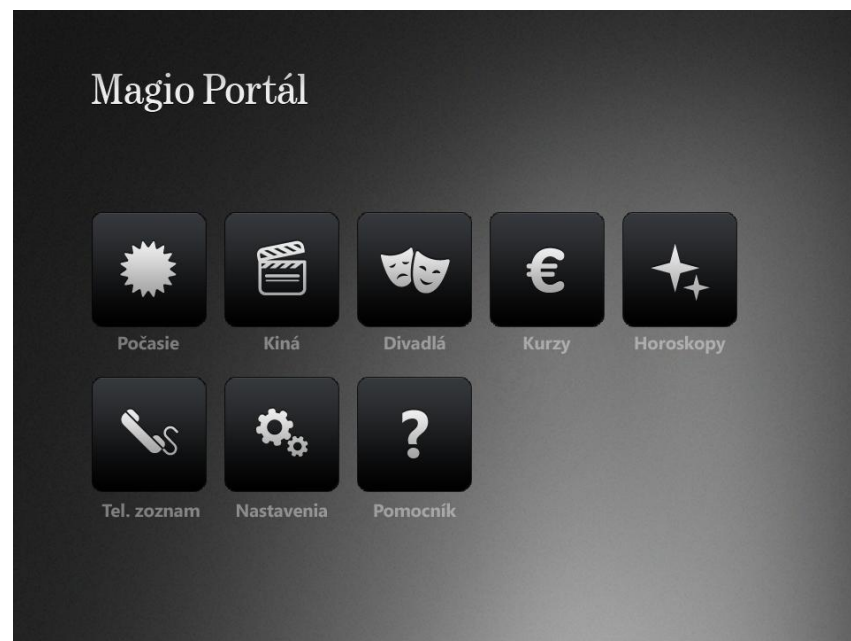 Magio Portál
Počasie
Kiná
Divadlá
€
Kurzy
Horoskopy
Tel. zoznam
Nastavenia
?
Pomocník